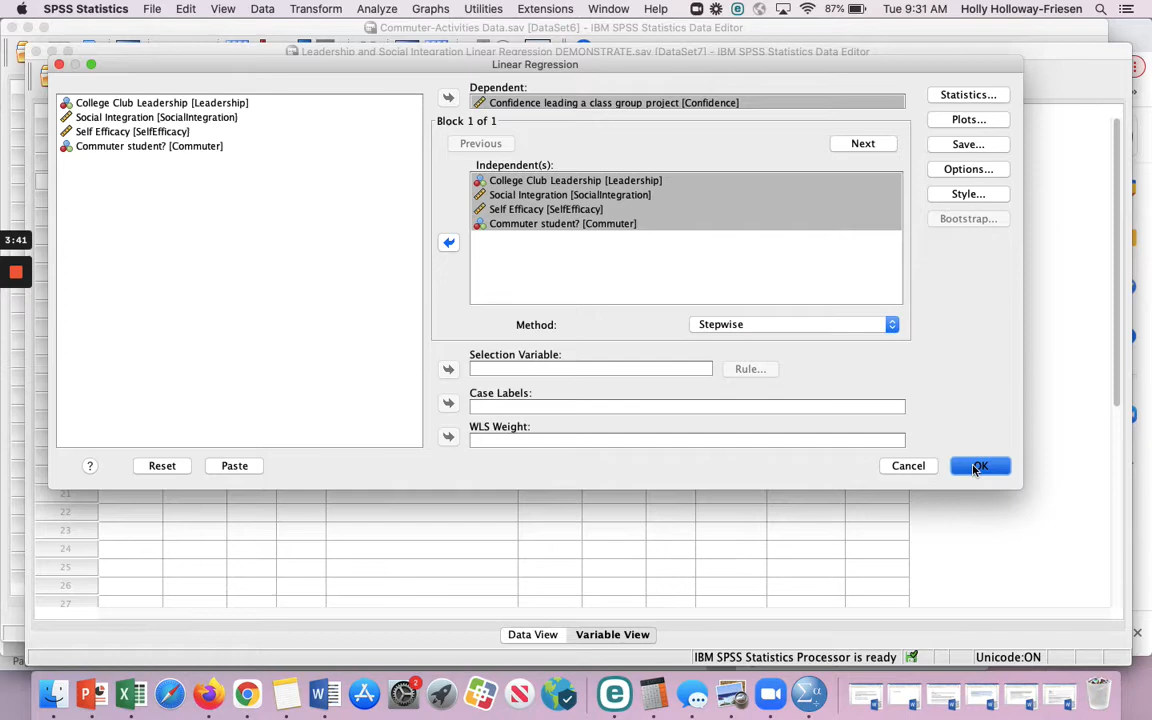 SPSS Statistics File Edit View Data Transform Analyze Graphs Utilities Extensions Window Help 87% Tue 9:31 AM Holly Holloway-Friesen
Commuter-Activities Data.sav [DataSet6] - IBM SPSS Statistics Data Editor
Leadership and Social Integration Linear Regression DEMONSTRATE.sav [DataSet7] - IBM SPSS Statistics Data Editor
Linear Regression
College Club Leadership [Leadership]
Social Integration [SocialIntegration]
Self Efficacy [SelfEfficacy]
Commuter student? [Commuter]
Dependent:
Confidence leading a class group project [Confidence]
Block 1 of 1
Previous
Next
Independent(s):
College Club Leadership [Leadership]
Social Integration [SocialIntegration]
Self Efficacy [SelfEfficacy]
Commuter student? [Commuter]
Method:
Stepwise
Selection Variable:
Rule...
Case Labels:
WLS Weight:
Statistics...
Plots...
Save...
Options...
Style...
Bootstrap...
3:41
?
Reset
Paste
Cancel
OK
21
22
23
24
25
26
27
Data View
Variable View
IBM SPSS Statistics Processor is ready
Unicode:ON
2